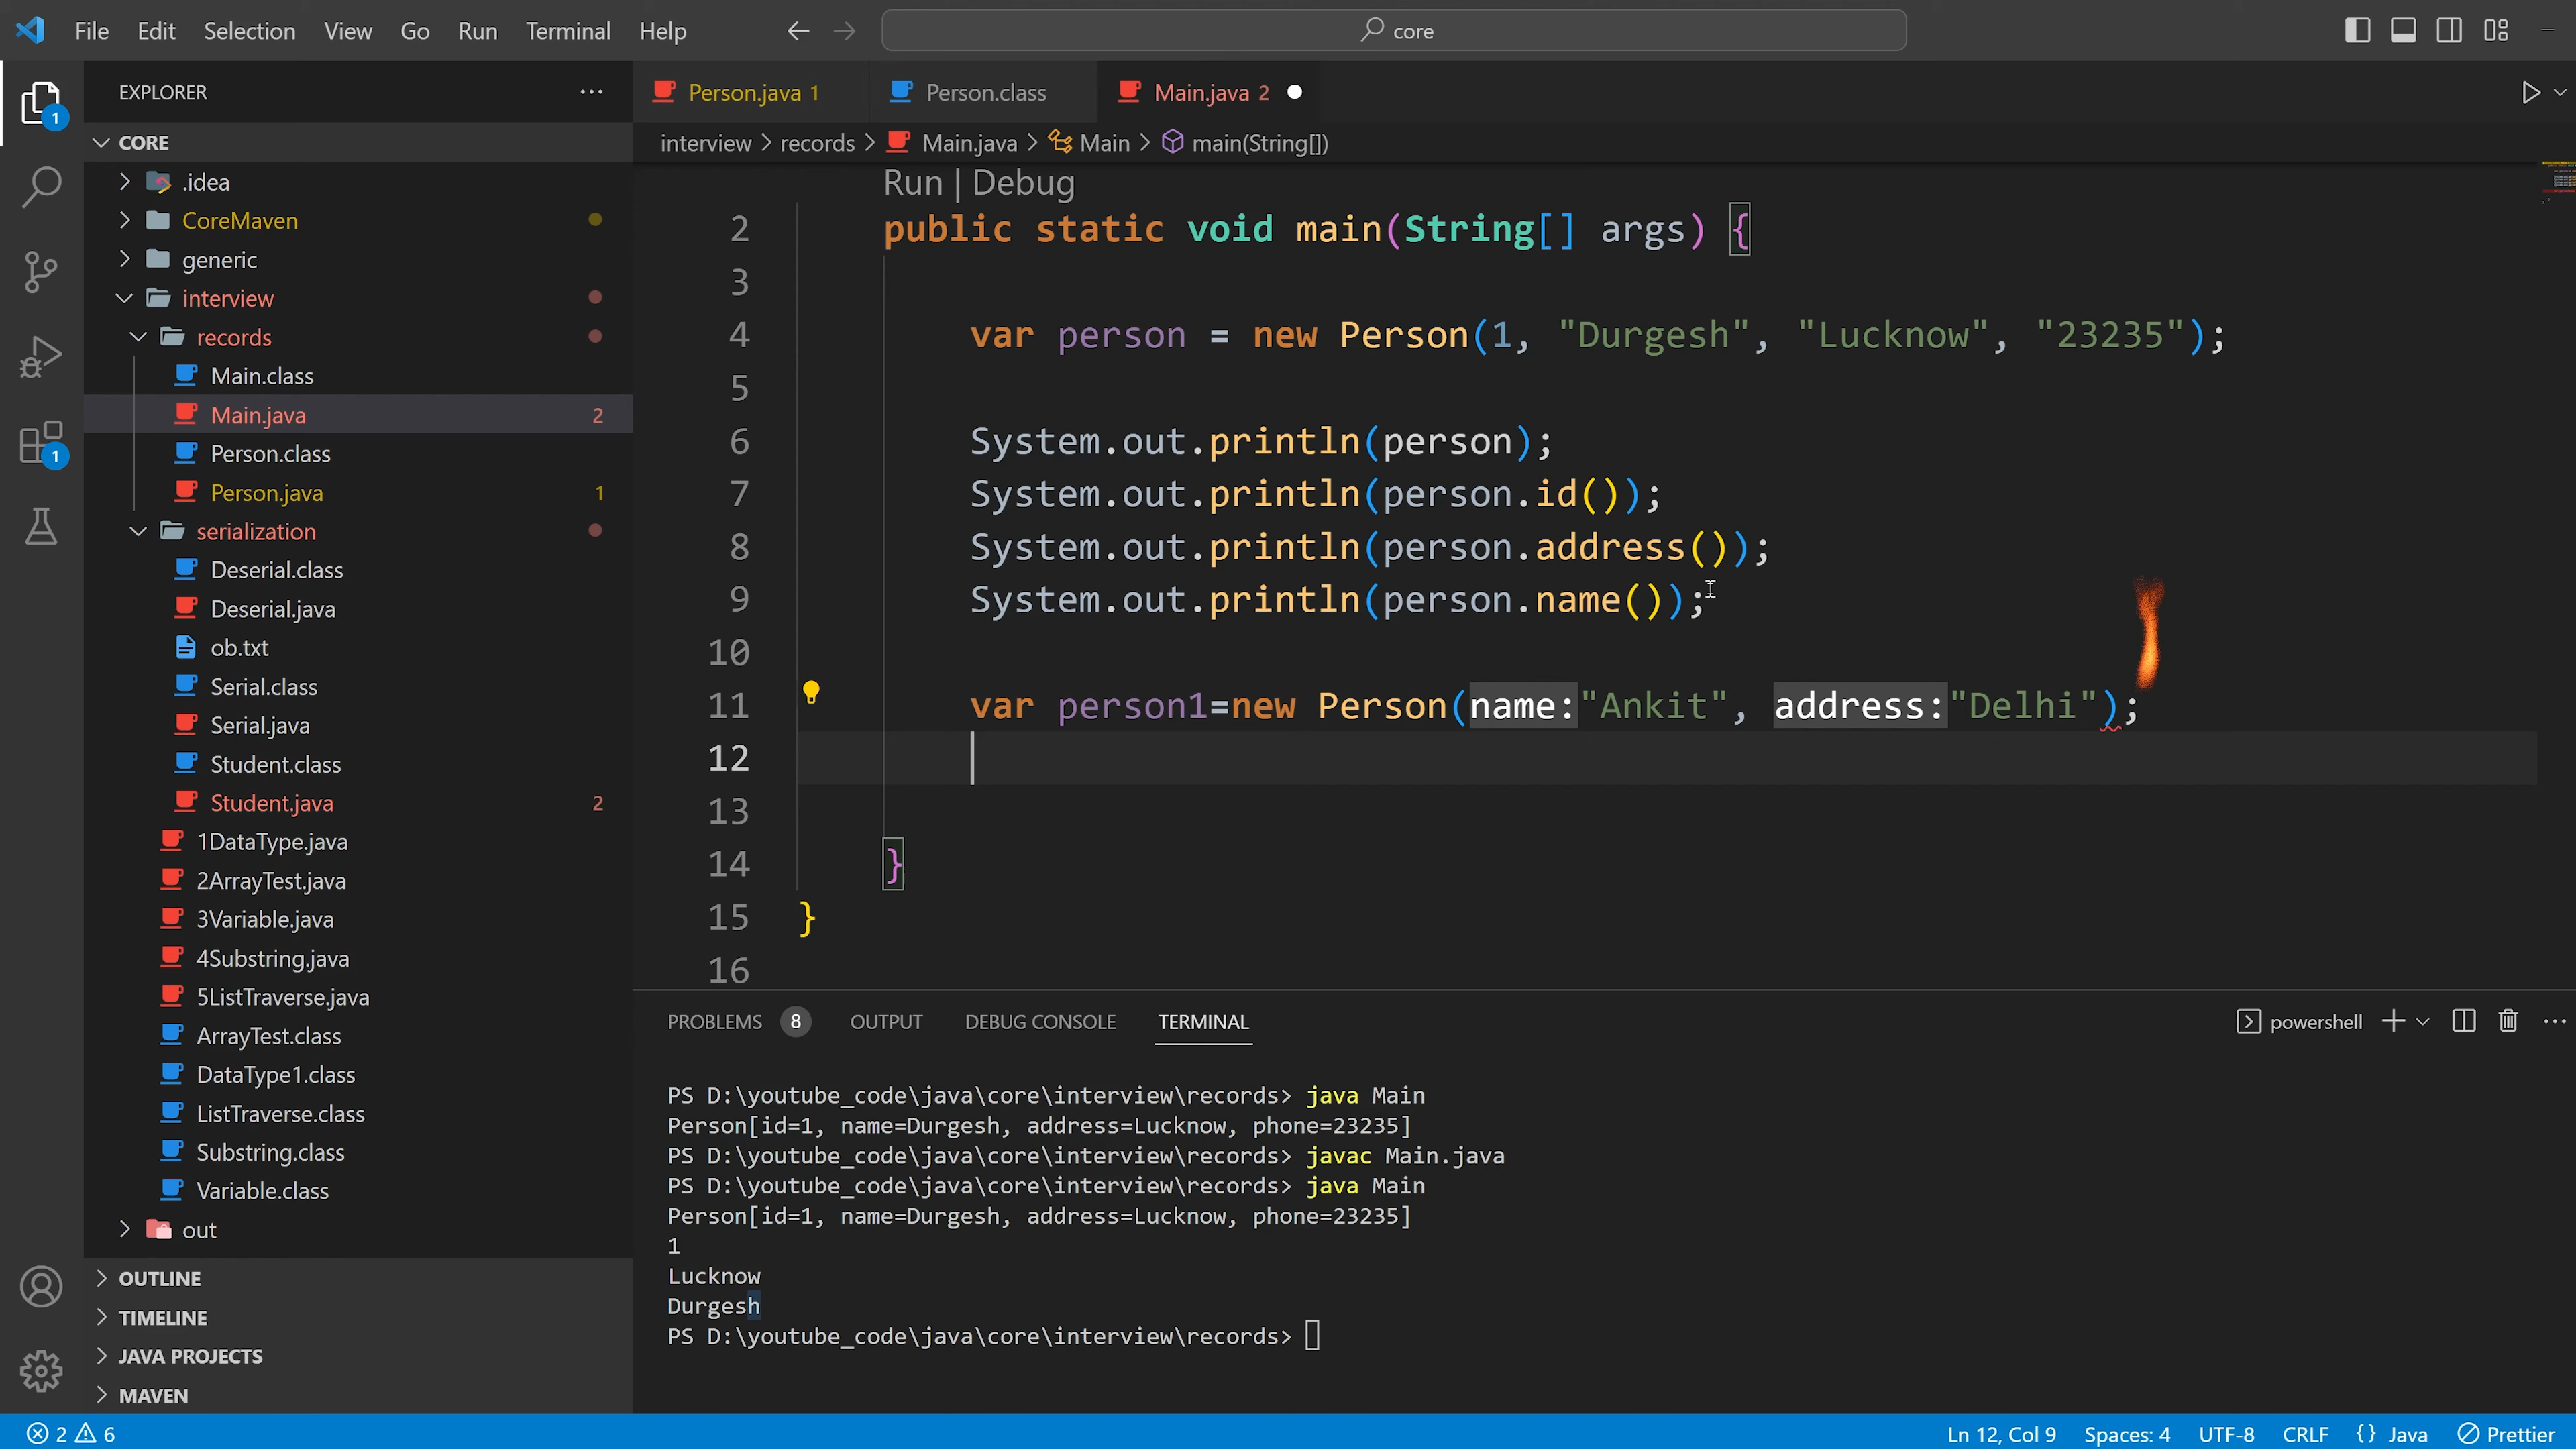 File Edit Selection View Go Run Terminal Help core
EXPLORER
1
CORE
.idea
CoreMaven
generic
interview
records
Main.class
Main.java 2
Person.class
1
Person.java 1
serialization
Deserial.class
Deserial.java
ob.txt
Serial.class
Serial.java
Student.class
Student.java 2
1DataType.java
2ArrayTest.java
3Variable.java
4Substring.java
5ListTraverse.java
ArrayTest.class
DataType1.class
ListTraverse.class
Substring.class
Variable.class
out
OUTLINE
TIMELINE
JAVA PROJECTS
MAVEN
Person.java 1 Person.class Main.java 2
interview > records > Main.java > Main > main(String[])
Run | Debug
2 public static void main(String[] args) {
3
4 var person = new Person(1, "Durgesh", "Lucknow", "23235");
5
6 System.out.println(person);
7 System.out.println(person.id());
8 System.out.println(person.address());
9 System.out.println(person.name());
10
11 var person1=new Person(name:"Ankit", address:"Delhi");
12
13
14 }
15 }
16
PROBLEMS 8 OUTPUT DEBUG CONSOLE TERMINAL powershell
PS D:\youtube_code\java\core\interview\records> java Main
Person[id=1, name=Durgesh, address=Lucknow, phone=23235]
PS D:\youtube_code\java\core\interview\records> javac Main.java
PS D:\youtube_code\java\core\interview\records> java Main
Person[id=1, name=Durgesh, address=Lucknow, phone=23235]
1
Lucknow
Durgesh
PS D:\youtube_code\java\core\interview\records>
2 6 Ln 12, Col 9 Spaces: 4 UTF-8 CRLF {} Java Prettier